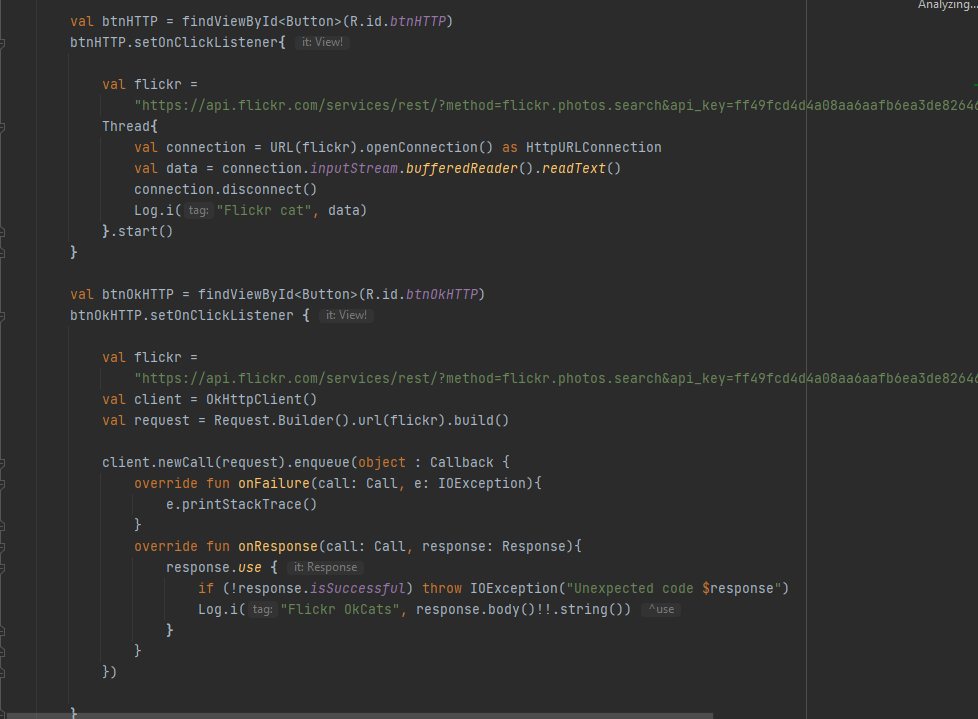 Analyzing...
val btnHTTP = findViewById<Button>(R.id.btnHTTP)
btnHTTP.setOnClickListener{ it: View!
val flickr =
"https://api.flickr.com/services/rest/?method=flickr.photos.search&api_key=ff49fcd4d4a08aa6aafb6ea3de8264
Thread{
val connection = URL(flickr).openConnection() as HttpURLConnection
val data = connection.inputStream.bufferedReader().readText()
connection.disconnect()
Log.i( tag: "Flickr cat", data)
}.start()
}
val btnOkHTTP = findViewById<Button>(R.id.btnOkHTTP)
btnOkHTTP.setOnClickListener { it: View!
val flickr =
"https://api.flickr.com/services/rest/?method=flickr.photos.search&api_key=ff49fcd4d4a08aa6aafb6ea3de8264
val client = OkHttpClient()
val request = Request.Builder().url(flickr).build()
client.newCall(request).enqueue(object : Callback {
override fun onFailure(call: Call, e: IOException){
e.printStackTrace()
}
override fun onResponse(call: Call, response: Response){
response.use { it: Response
if (!response.isSuccessful) throw IOException("Unexpected code $response")
Log.i( tag: "Flickr OkCats", response.body()!!.string()) ^use
}
}
})
}